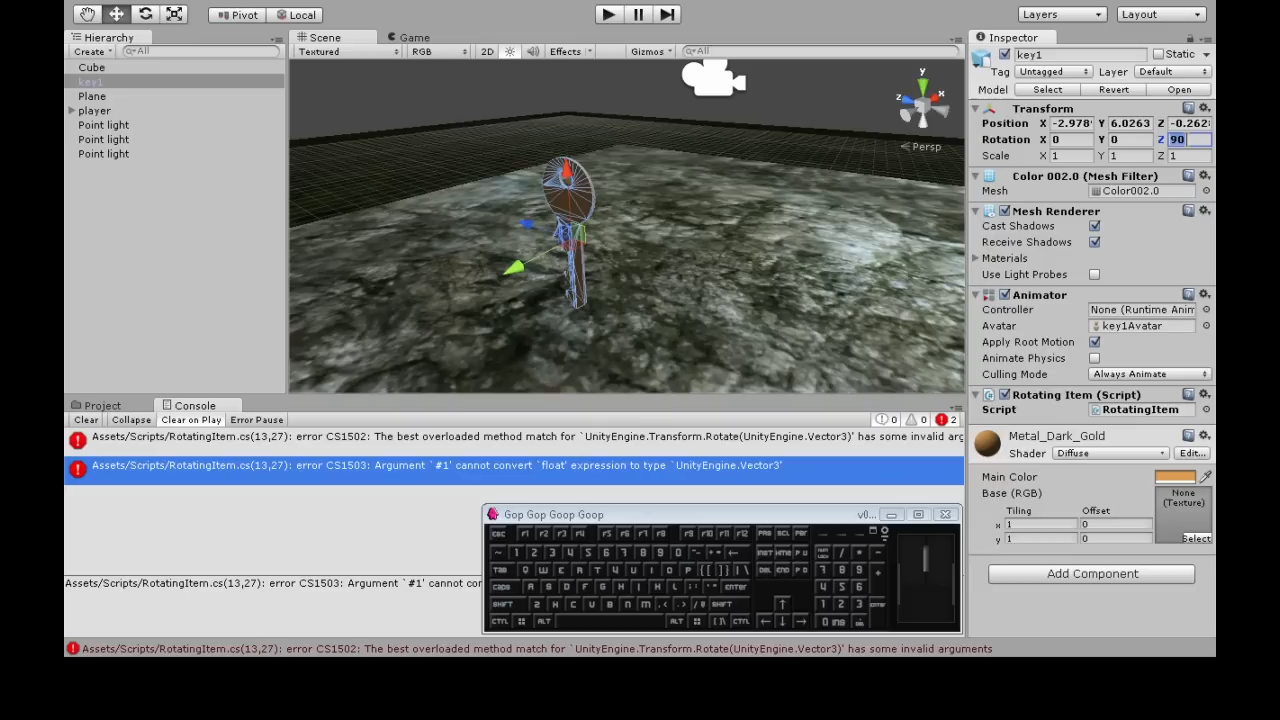 Pivot Local Layers Layout
Hierarchy Scene Game Inspector
Create All Textured RGB 2D Effects Gizmos All key1 Static
Cube
key1
Plane
player
Point light
Point light
Point light
y
x
z
Persp
Tag Untagged Layer Default
Model Select Revert Open
Transform
Position X -2.978 Y 6.0263 Z -0.262
Rotation X 0 Y 0 Z 90
Scale X 1 Y 1 Z 1
Color 002.0 (Mesh Filter)
Mesh Color002.0
Mesh Renderer
Cast Shadows
Receive Shadows
Materials
Use Light Probes
Animator
Controller None (Runtime Anim
Avatar key1Avatar
Apply Root Motion
Animate Physics
Culling Mode Always Animate
Rotating Item (Script)
Script RotatingItem
Metal_Dark_Gold
Shader Diffuse Edit...
Main Color
Base (RGB) None
(Texture)
Tiling Offset
x 1 0
y 1 0 Select
Add Component
Project Console
Clear Collapse Clear on Play Error Pause 0 0 2
Assets/Scripts/RotatingItem.cs(13,27): error CS1502: The best overloaded method match for `UnityEngine.Transform.Rotate(UnityEngine.Vector3)' has some invalid arg
Assets/Scripts/RotatingItem.cs(13,27): error CS1503: Argument `#1' cannot convert `float' expression to type `UnityEngine.Vector3'
Gop Gop Goop Goop v0...
Assets/Scripts/RotatingItem.cs(13,27): error CS1503: Argument `#1' cannot con
Assets/Scripts/RotatingItem.cs(13,27): error CS1502: The best overloaded method match for `UnityEngine.Transform.Rotate(UnityEngine.Vector3)' has some invalid arguments